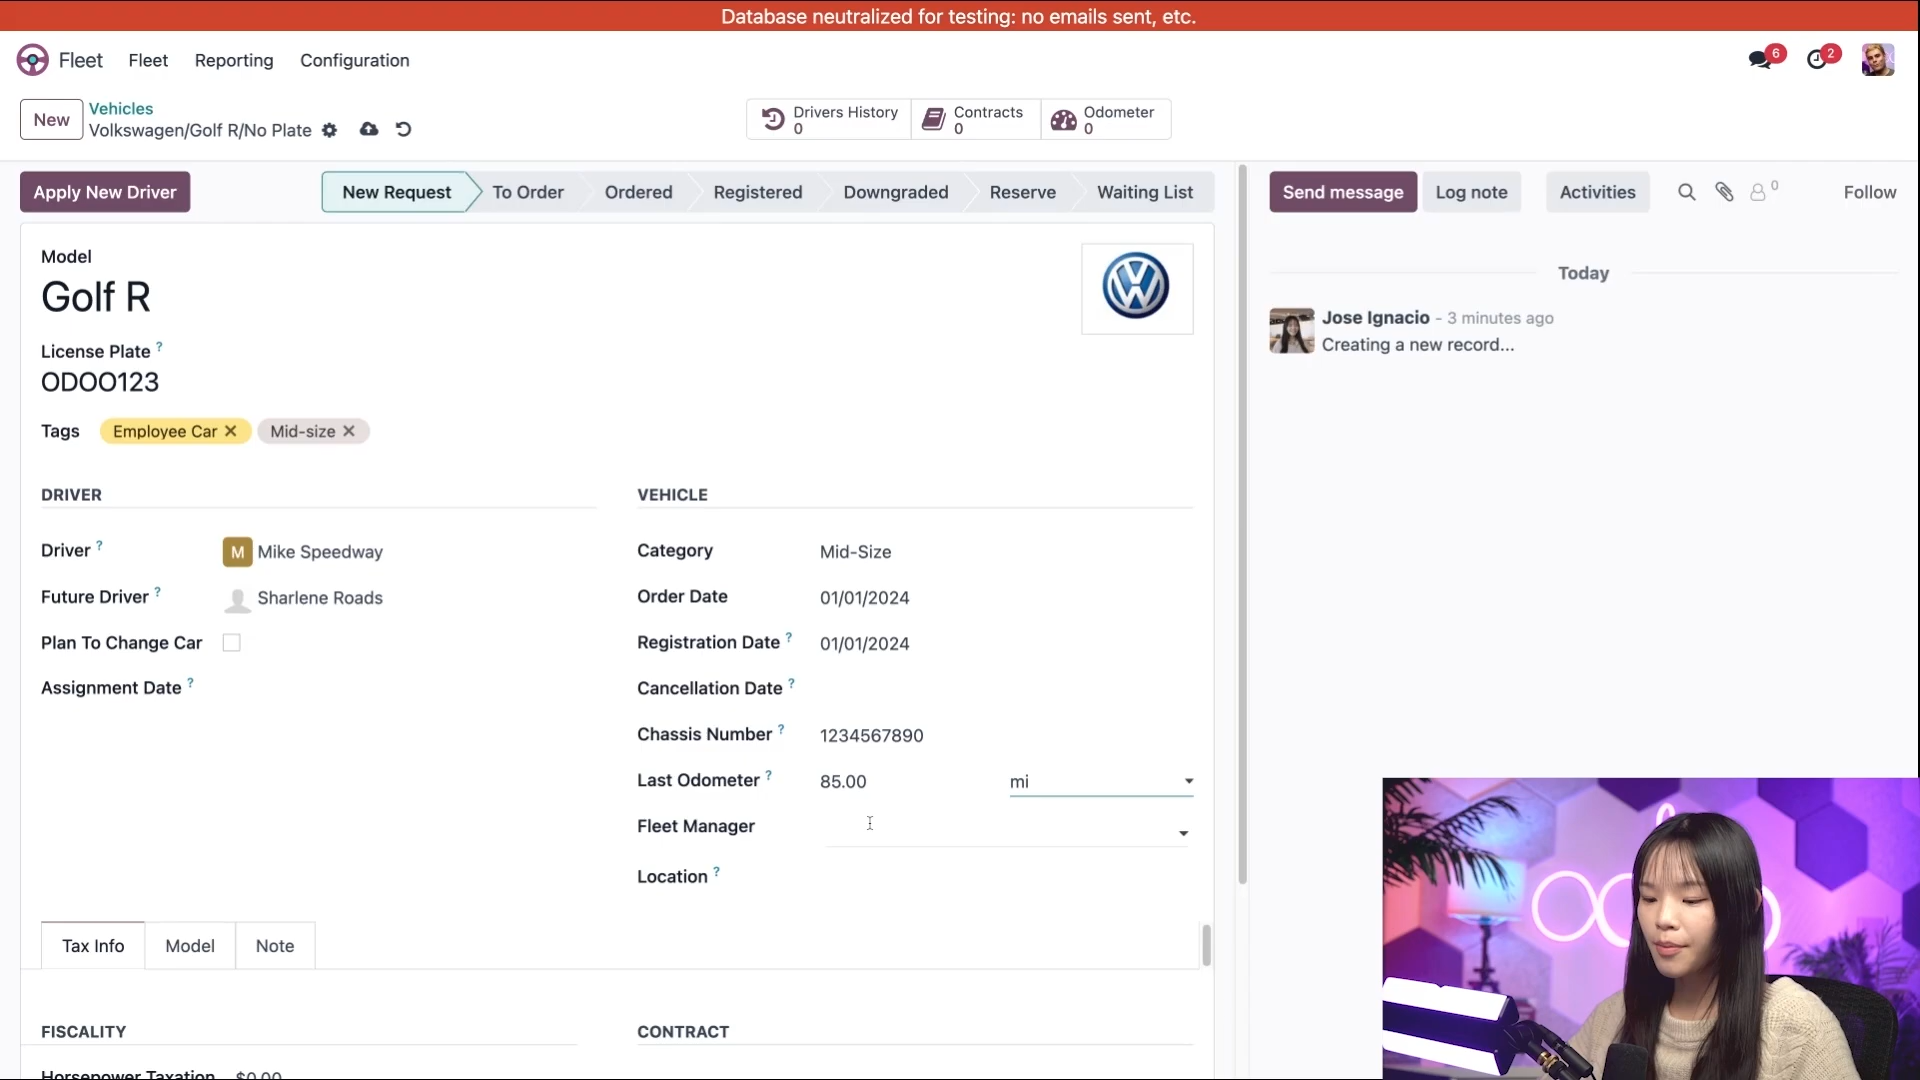 Database neutralized for testing: no emails sent, etc.
Fleet Fleet Reporting Configuration 6 2
New Vehicles
Volkswagen/Golf R/No Plate
Drivers History 0 Contracts 0 Odometer 0
Apply New Driver New Request To Order Ordered Registered Downgraded Reserve Waiting List
Send message Log note Activities 0 Follow
Model
Golf R
License Plate ?
ODOO123
Tags Employee Car × Mid-size ×
DRIVER
Driver ? M Mike Speedway
Future Driver ? Sharlene Roads
Plan To Change Car
Assignment Date ?
VEHICLE
Category Mid-Size
Order Date 01/01/2024
Registration Date ? 01/01/2024
Cancellation Date ?
Chassis Number ? 1234567890
Last Odometer ? 85.00 mi
Fleet Manager
Location ?
Tax Info Model Note
FISCALITY
Horsepower Taxation $0.00
CONTRACT
Today
Jose Ignacio - 3 minutes ago
Creating a new record...